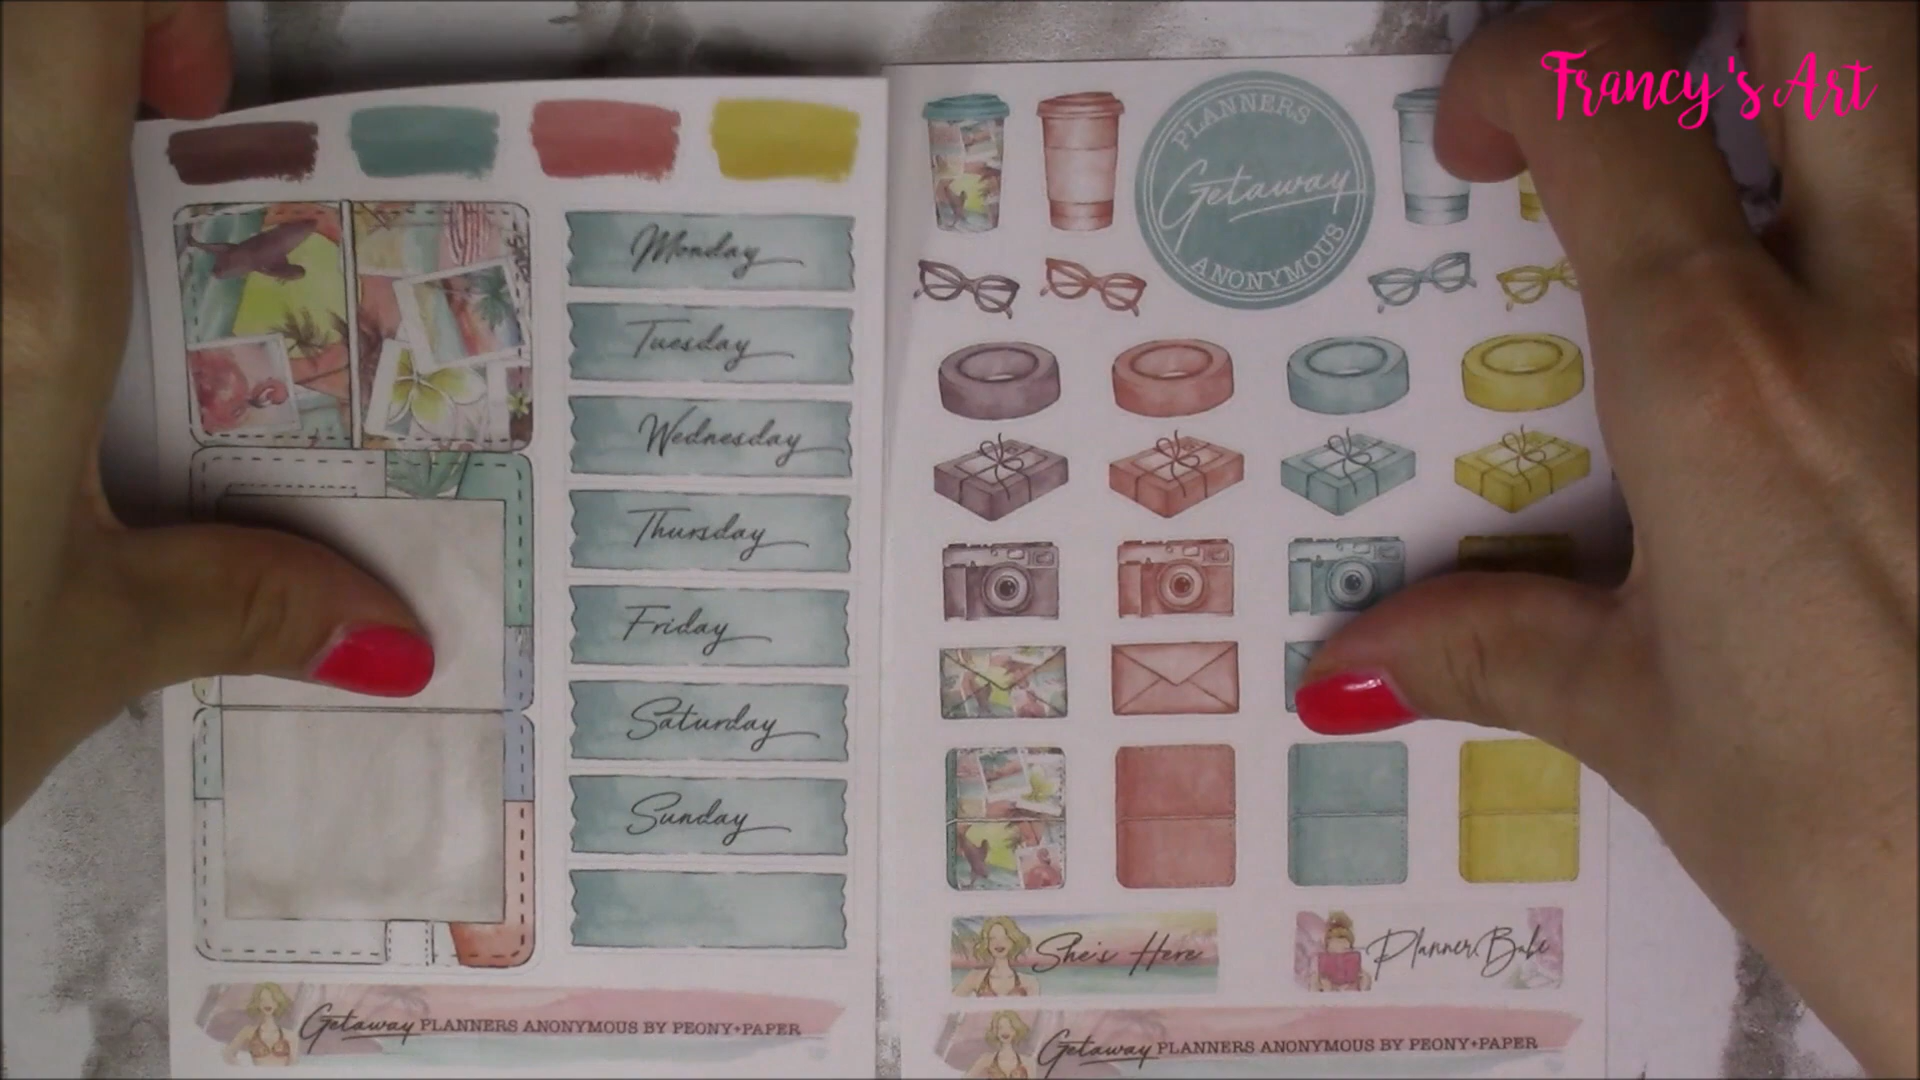 Francy's Art
Monday
Tuesday
Wednesday
Thursday
Friday
Saturday
Sunday
Getaway PLANNERS ANONYMOUS BY PEONY+PAPER
PLANNERS
Getaway
ANONYMOUS
She's Here
Planner Babe
Getaway PLANNERS ANONYMOUS BY PEONY+PAPER